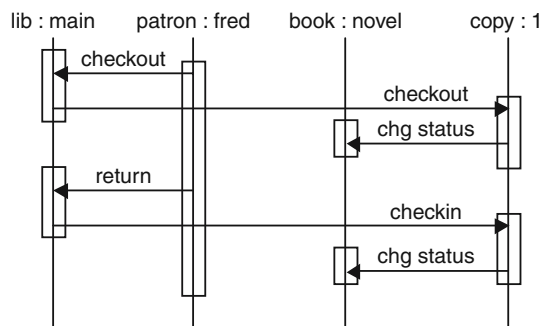 lib : main patron : fred book : novel copy : 1
checkout
checkout
chg status
return
checkin
chg status